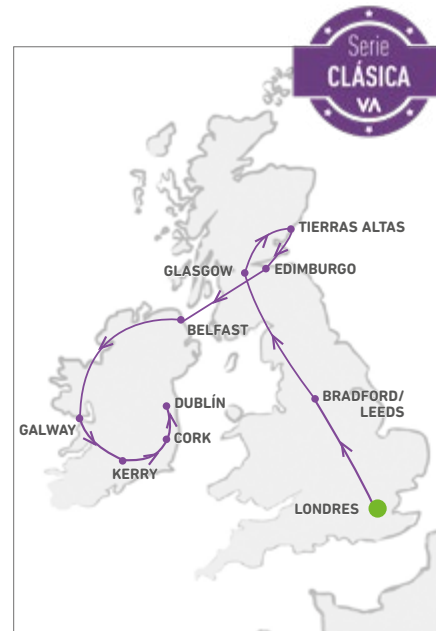 Serie
CLÁSICA
VA
TIERRAS ALTAS
GLASGOW
EDIMBURGO
BELFAST
BRADFORD/
LEEDS
DUBLÍN
GALWAY
CORK
KERRY
LONDRES